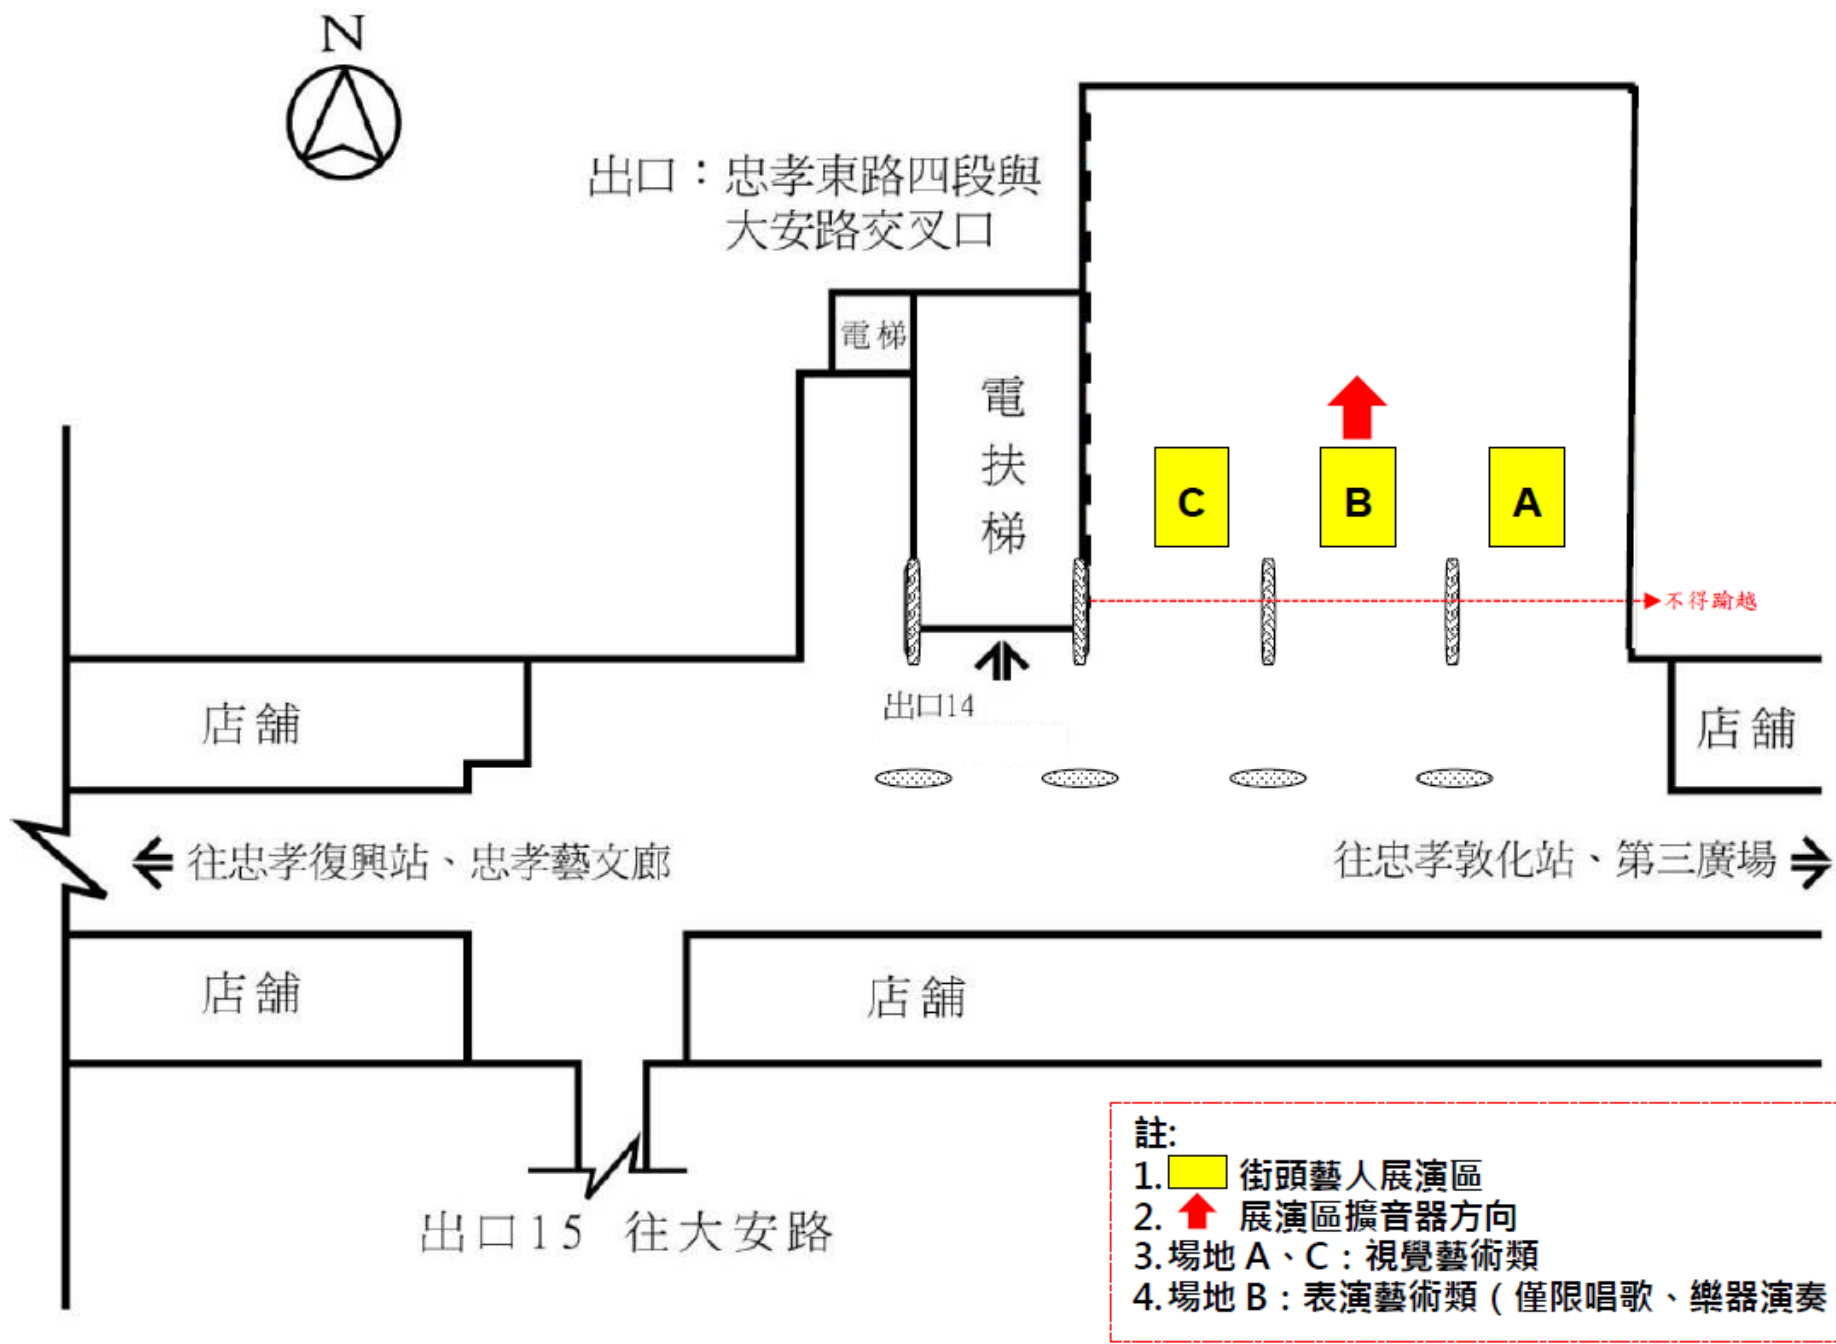 N
出口：忠孝東路四段與
大安路交叉口
電梯
電扶梯
C
B
A
不得踰越
店舖
出口14
店舖
往忠孝復興站、忠孝藝文廊
往忠孝敦化站、第三廣場
店舖
店舖
出口15 往大安路
註:
1. 街頭藝人展演區
2. 展演區擴音器方向
3.場地 A、C：視覺藝術類
4.場地 B：表演藝術類（僅限唱歌、樂器演奏